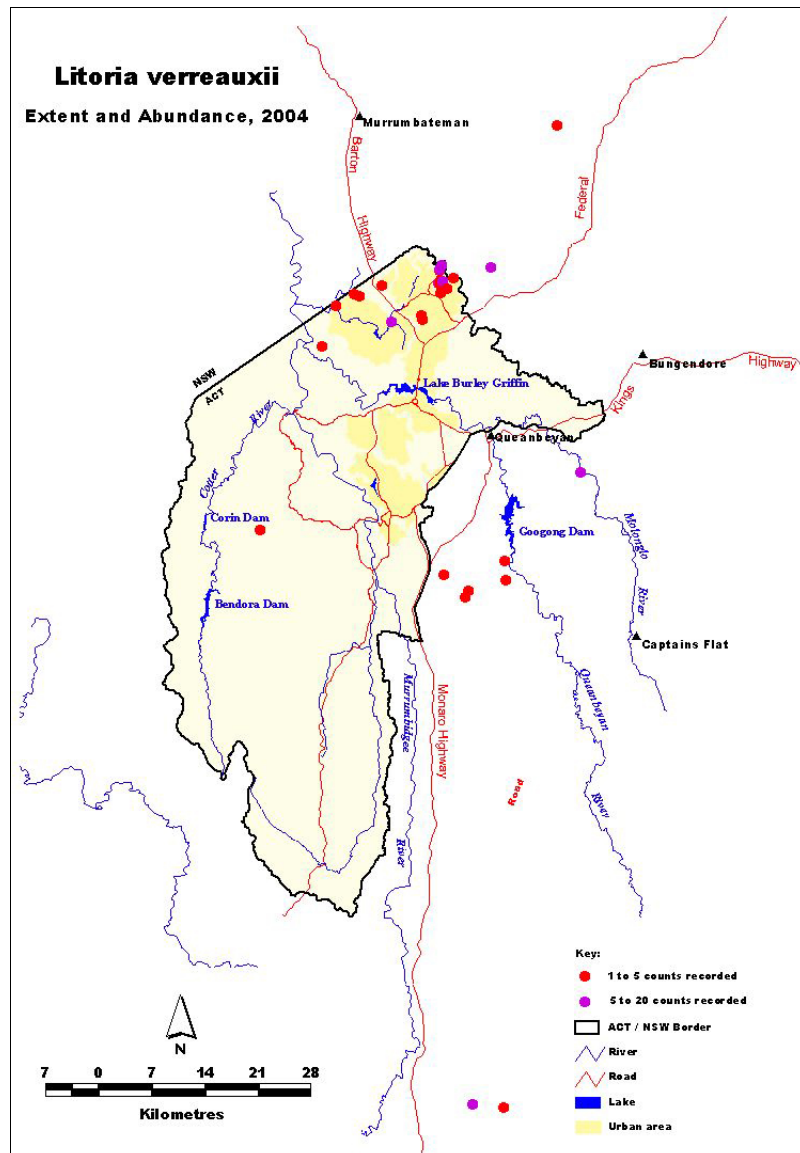 Litoria verreauxii
Extent and Abundance, 2004
Murrumbateman
Barton
Highway
Federal
NSW
ACT
Bungendore
Highway
Kings
Lake Burley Griffin
Queanbeyan
River
Cotter
Corin Dam
Googong Dam
Molonglo
River
Bendora Dam
Captains Flat
Murrumbidgee
River
Monaro Highway
Queanbeyan
River
Road
Key:
1 to 5 counts recorded
5 to 20 counts recorded
ACT / NSW Border
River
Road
Lake
Urban area
N
7 0 7 14 21 28
Kilometres